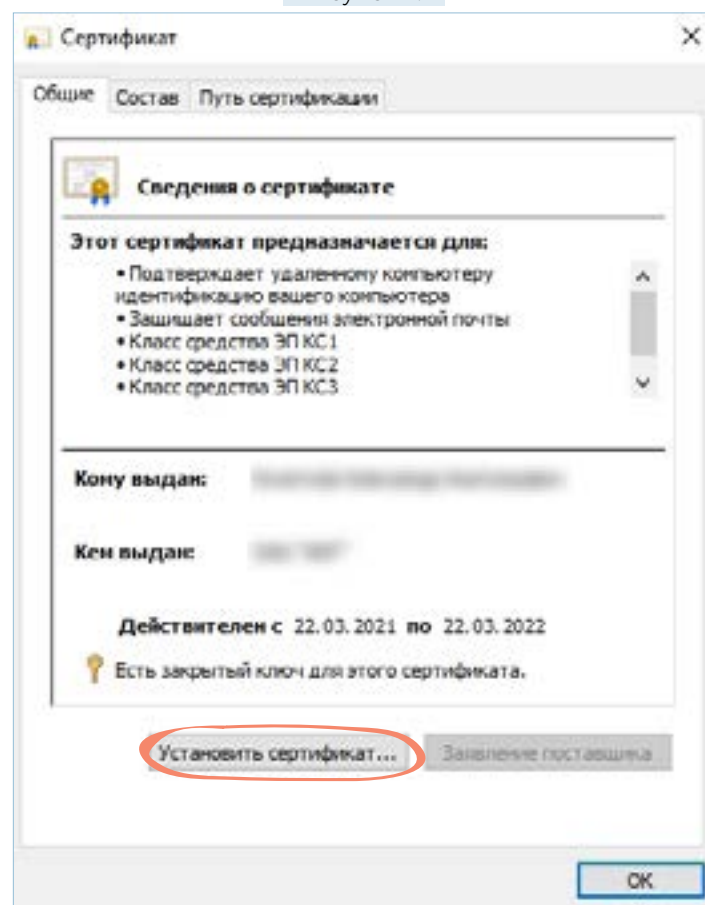 Сертификат
Общие Состав Путь сертификации
Сведения о сертификате
Этот сертификат предназначается для:
• Подтверждает удаленному компьютеру
идентификацию вашего компьютера
• Защищает сообщения электронной почты
• Класс средства ЭП КС1
• Класс средства ЭП КС2
• Класс средства ЭП КС3
Кому выдан:
Кем выдан:
Действителен с 22.03.2021 по 22.03.2022
Есть закрытый ключ для этого сертификата.
Установить сертификат... Заявление поставщика
OK